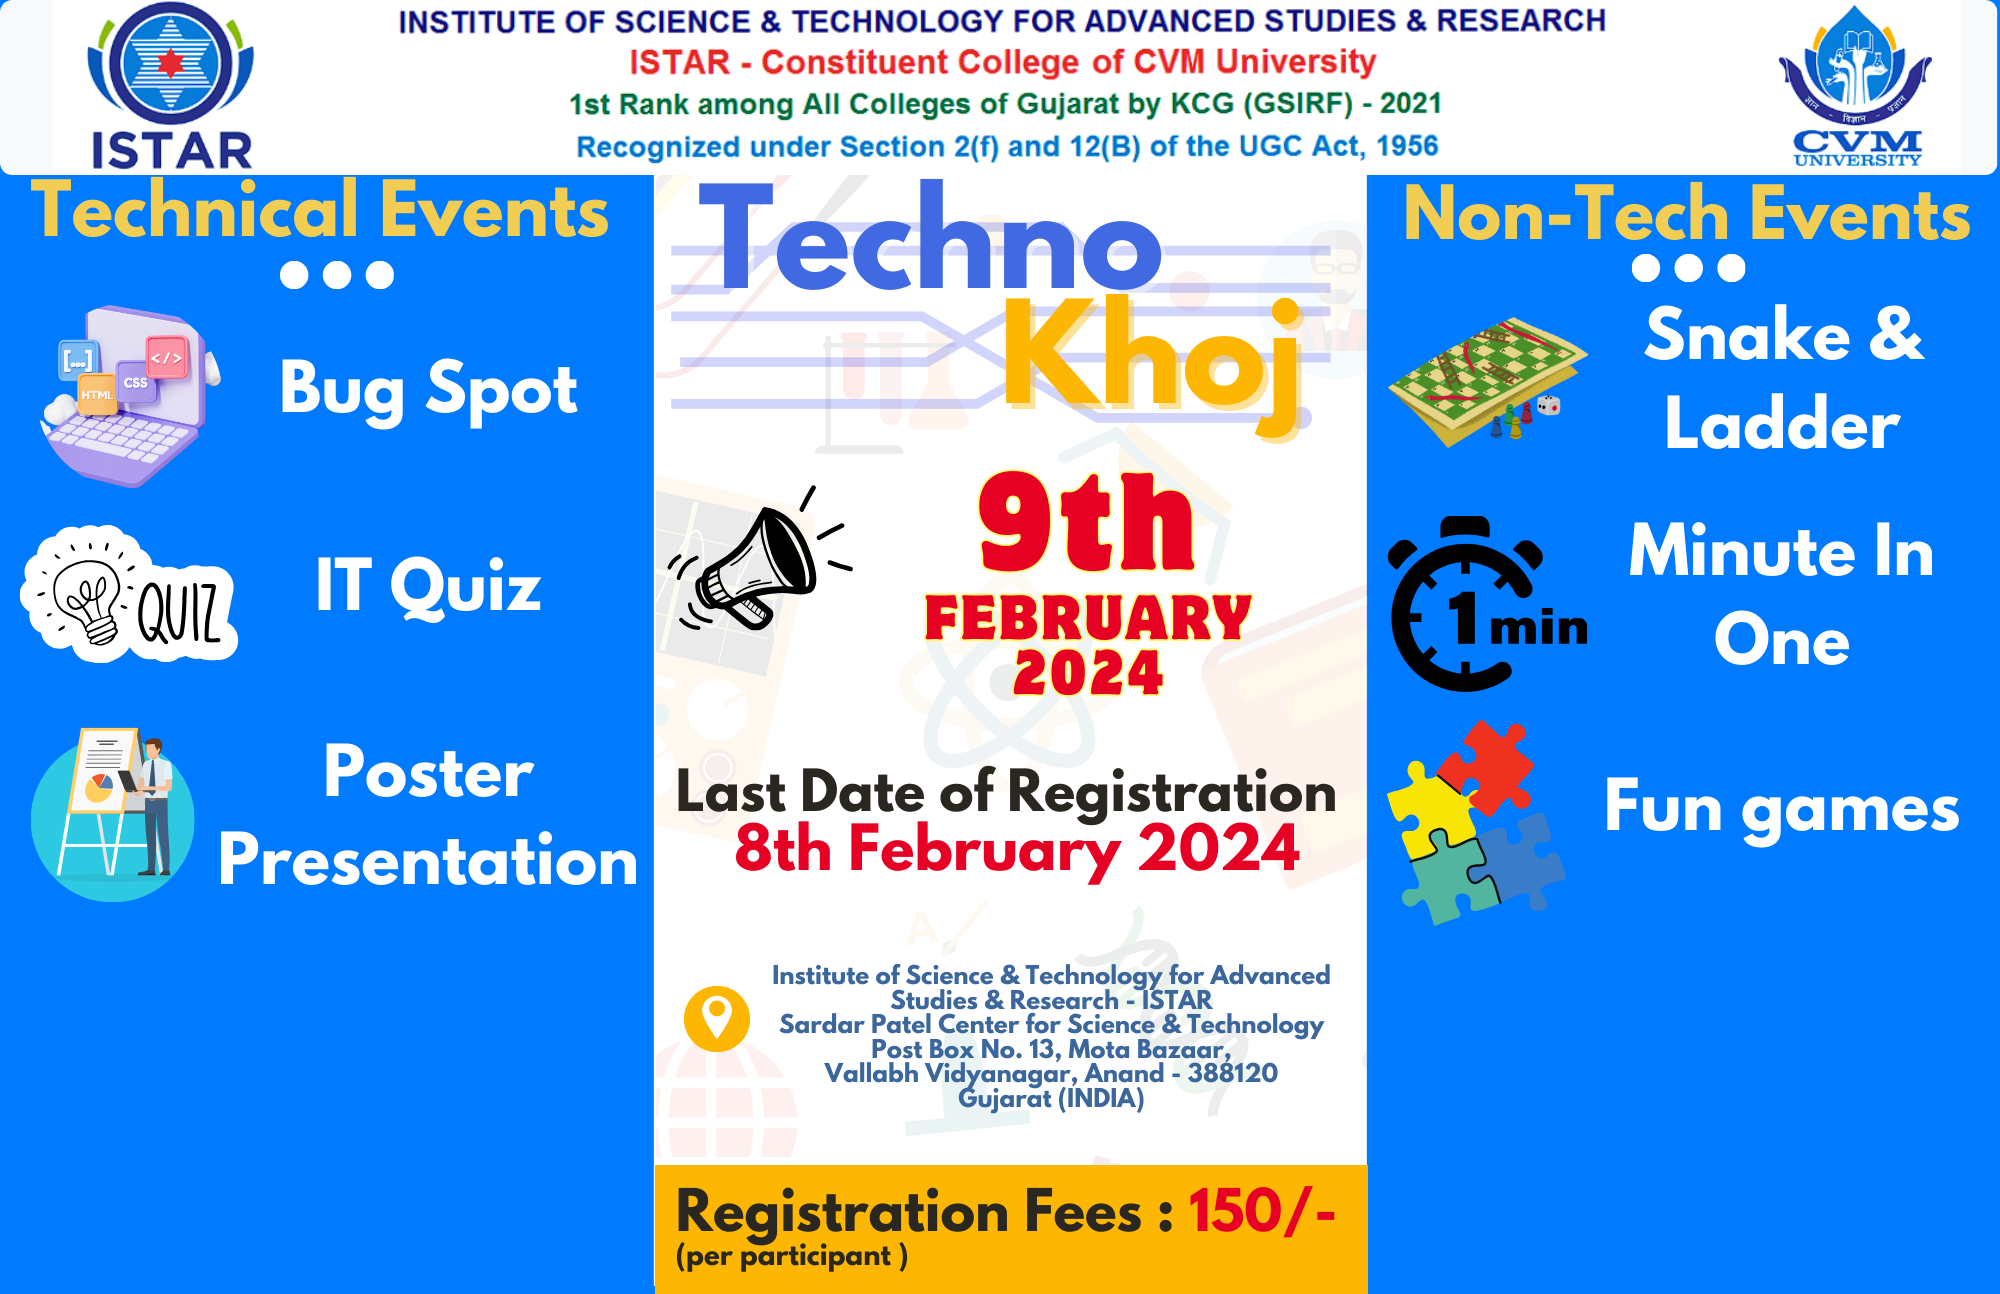 INSTITUTE OF SCIENCE & TECHNOLOGY FOR ADVANCED STUDIES & RESEARCH
ISTAR - Constituent College of CVM University
1st Rank among All Colleges of Gujarat by KCG (GSIRF) - 2021
Recognized under Section 2(f) and 12(B) of the UGC Act, 1956
ISTAR
ज्ञान - विज्ञान - प्रज्ञान
CVM
UNIVERSITY
Technical Events
[...]
</>
HTML
CSS
Bug Spot
QUIZ
IT Quiz
Poster
Presentation
Techno
Khoj
9th
FEBRUARY
2024
Last Date of Registration
8th February 2024
A
Institute of Science & Technology for Advanced
Studies & Research - ISTAR
Sardar Patel Center for Science & Technology
Post Box No. 13, Mota Bazaar,
Vallabh Vidyanagar, Anand - 388120
Gujarat (INDIA)
Registration Fees : 150/-
(per participant )
Non-Tech Events
Snake &
Ladder
1 min
Minute In
One
Fun games